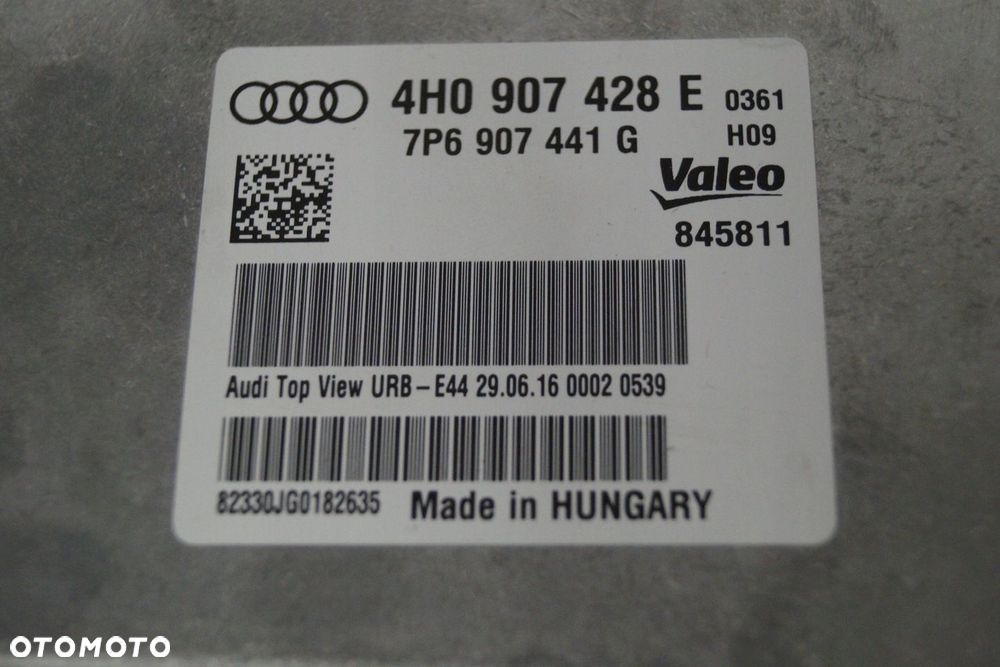 4H0 907 428 E 0361
7P6 907 441 G H09
Valeo
845811
Audi Top View URB-E44 29.06.16 0002 0539
82330JG0182635 Made in HUNGARY
OTOMOTO